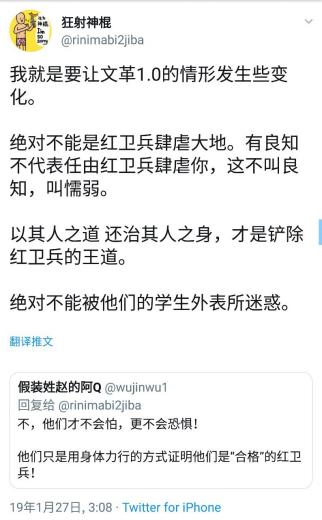 狂射神棍
@rinimabi2jiba
我就是要让文革1.0的情形发生些变
化。
绝对不能是红卫兵肆虐大地。有良知
不代表任由红卫兵肆虐你，这不叫良
知，叫懦弱。
以其人之道 还治其人之身，才是铲除
红卫兵的王道。
绝对不能被他们的学生外表所迷惑。
翻译推文
假装姓赵的阿Q @wujinwu1
回复给 @rinimabi2jiba
不，他们才不会怕，更不会恐惧！
他们只是用身体力行的方式证明他们是“合格”的红卫
兵！
19年1月27日, 3:08 · Twitter for iPhone